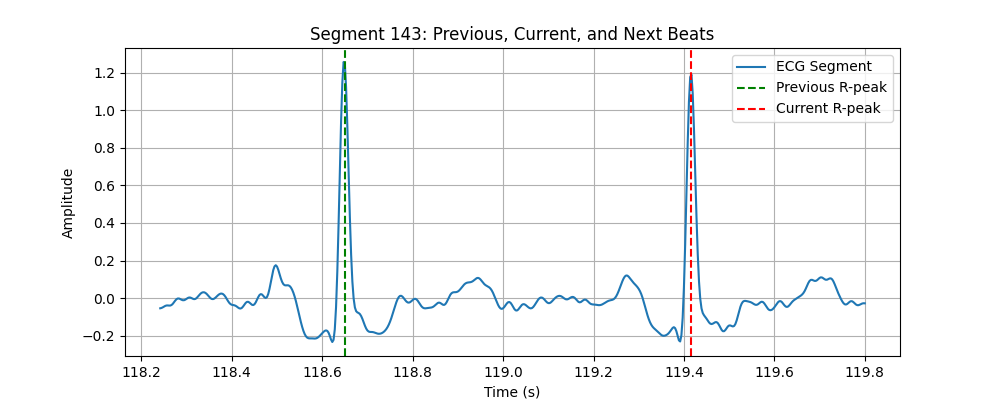 Segment 143: Previous, Current, and Next Beats
ECG Segment
Previous R-peak
Current R-peak
Amplitude
1.2
1.0
0.8
0.6
0.4
0.2
0.0
−0.2
118.2 118.4 118.6 118.8 119.0 119.2 119.4 119.6 119.8
Time (s)